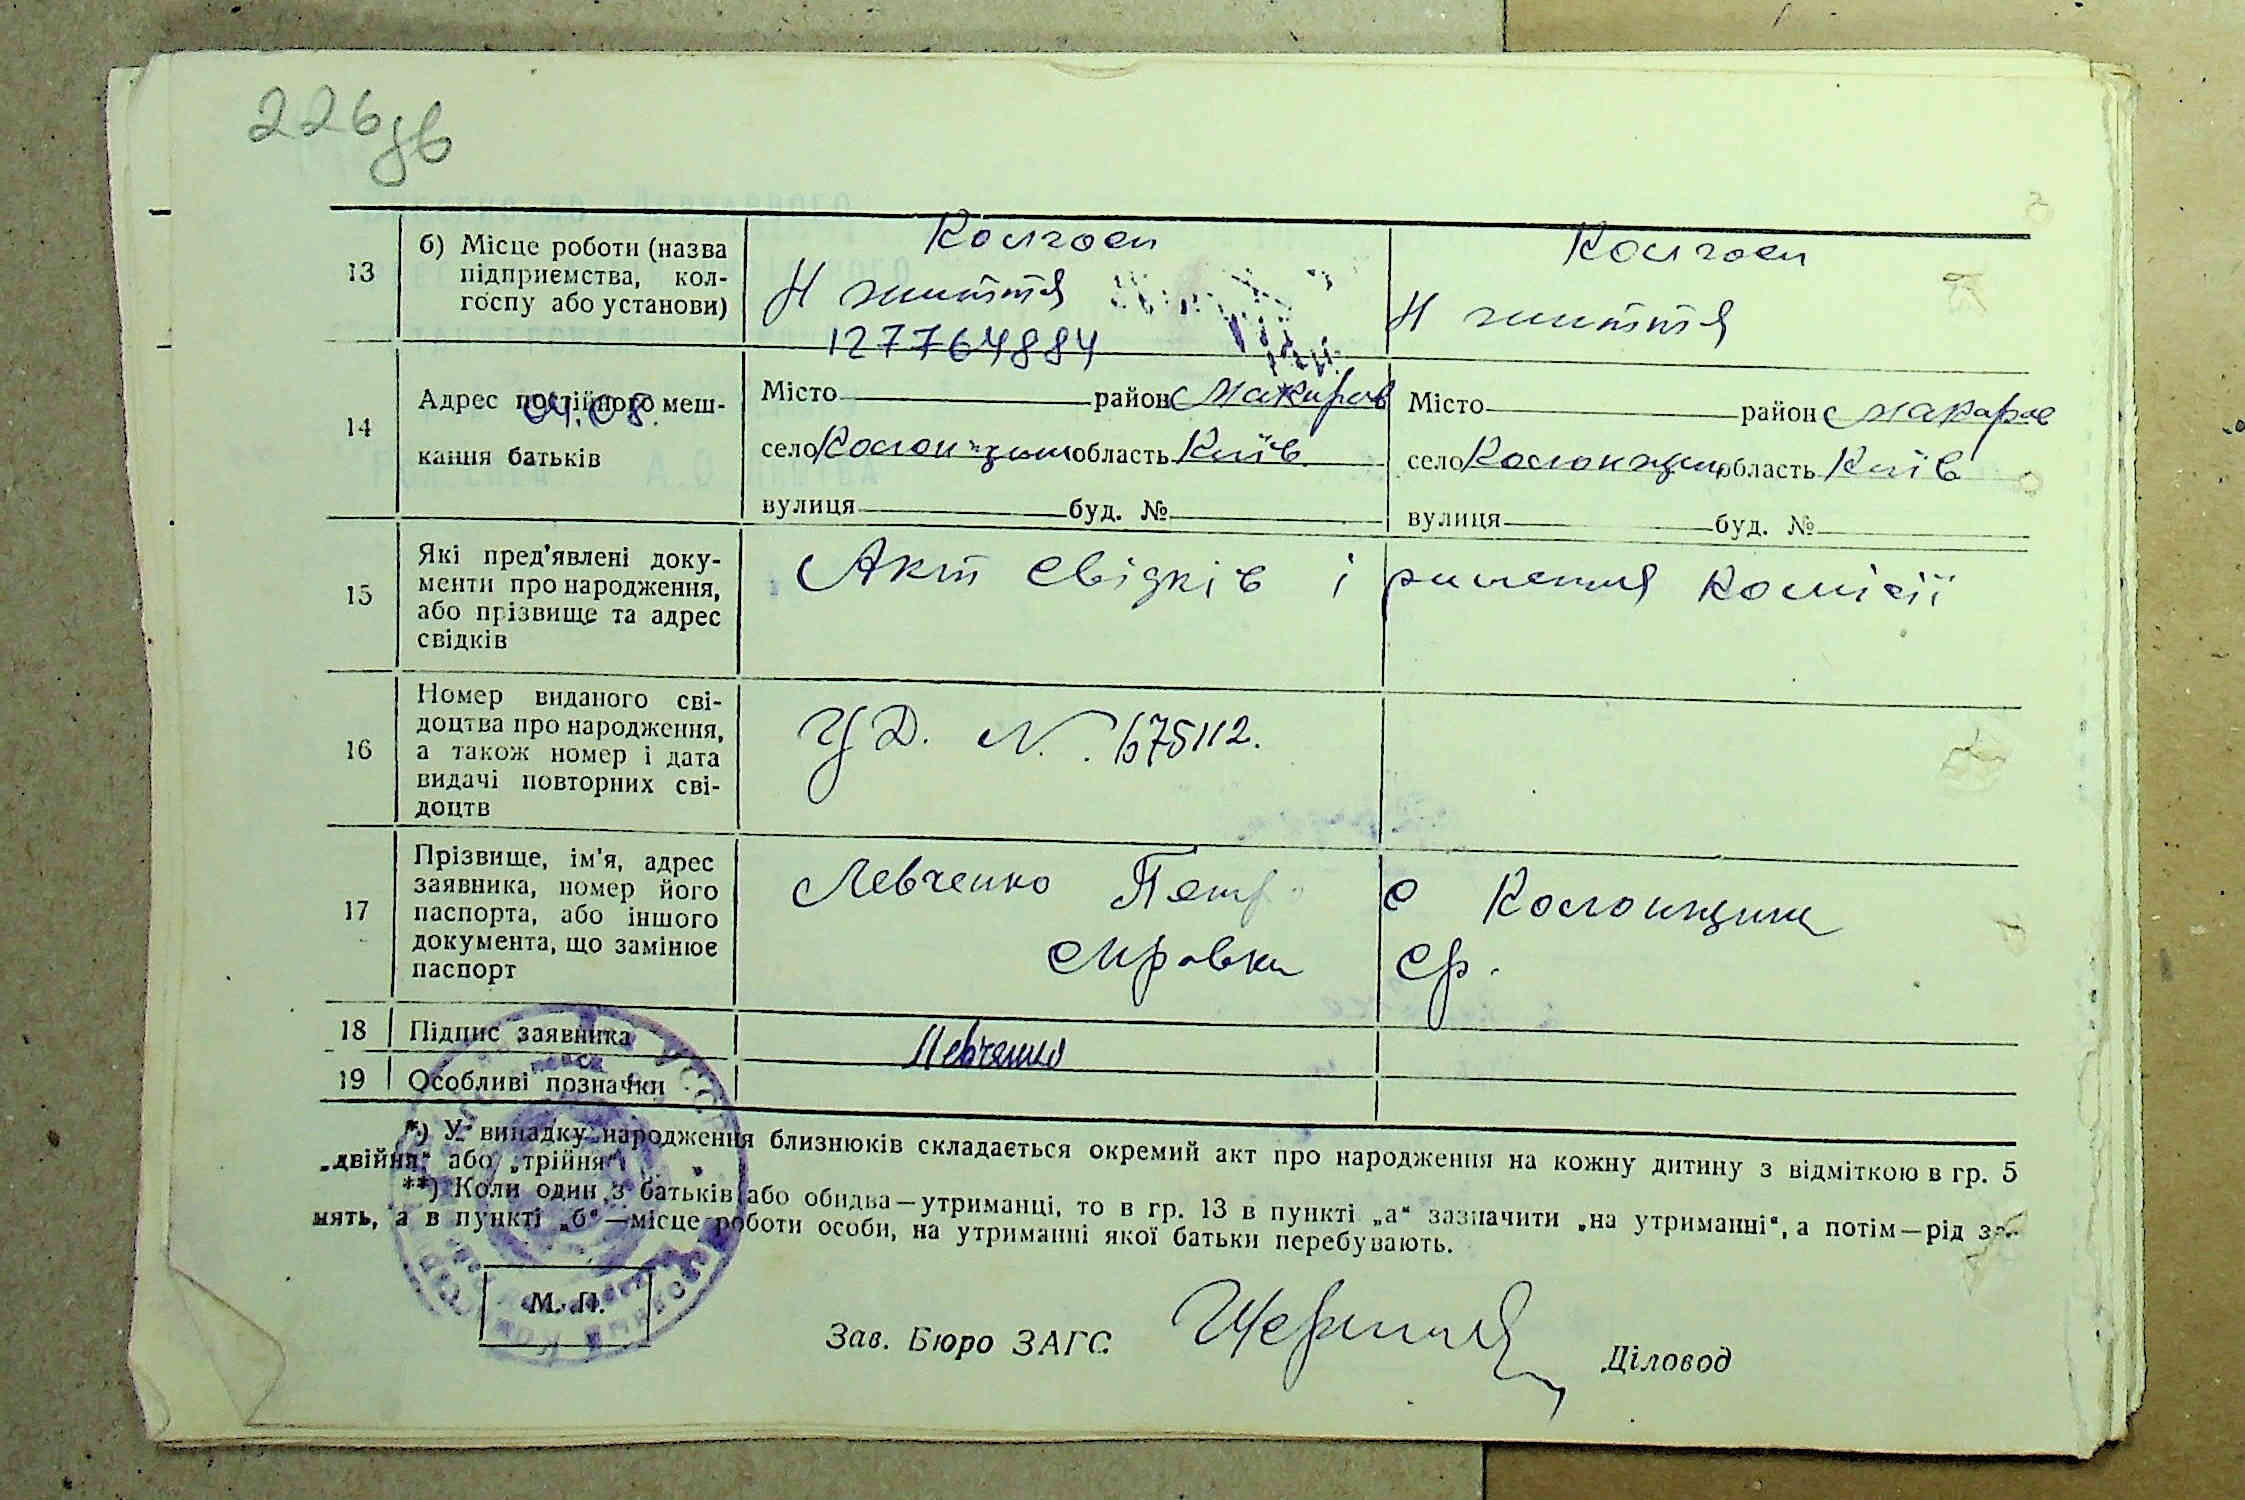 226 зв
13
б) Місце роботи (назва
підприємства, кол-
госпу або установи)
Колгосп
Н життя
127764884
Колгосп
Н життя
14
Адрес постійного меш-
04.08.
кання батьків
Місто район Макарів
село Колонщин область Київ
вулиця буд. №
Місто район Макарів
село Колонщин область Київ
вулиця буд. №
15
Які пред'явлені доку-
менти про народження,
або прізвище та адрес
свідків
Акт свідків і рішення комісії
16
Номер виданого сві-
доцтва про народження,
а також номер і дата
видачі повторних сві-
доцтв
УД. N. 675112.
17
Прізвище, ім'я, адрес
заявника, номер його
паспорта, або іншого
документа, що замінює
паспорт
Левченко Петр с Колонщина
18 Підпис заявника
Левченко
19 Особливі позначки
*) У випадку народження близнюків складається окремий акт про народження на кожну дитину з відміткою в гр. 5
„двійня“ або „трійня“.
**) Коли один з батьків або обидва—утриманці, то в гр. 13 в пункті „а“ зазначити „на утриманні“, а потім—рід за-
нять, а в пункті „б“—місце роботи особи, на утриманні якої батьки перебувають.
М. П.
Зав. Бюро ЗАГС
Діловод